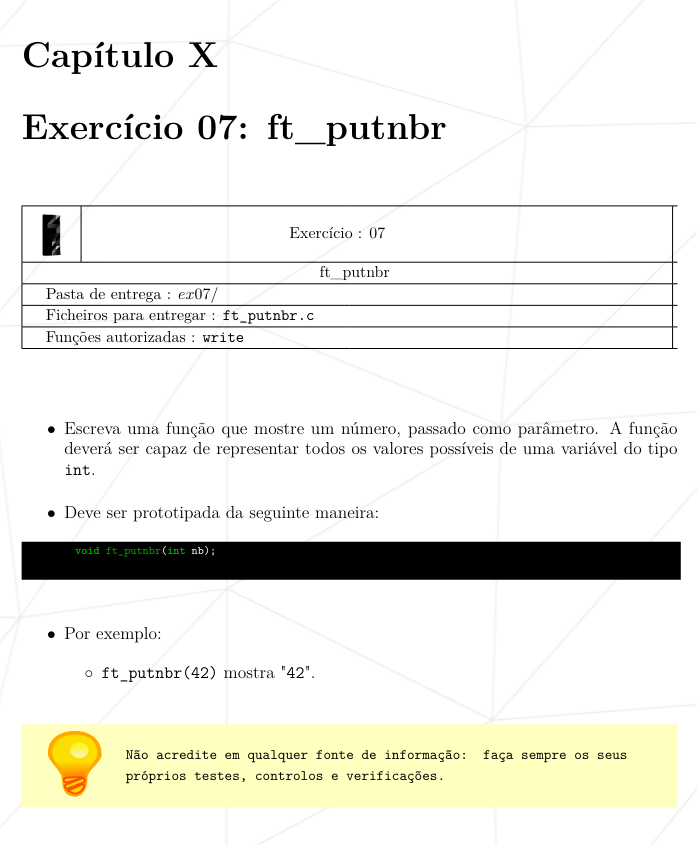 Capítulo X
Exercício 07: ft_putnbr
Exercício : 07
ft_putnbr
Pasta de entrega : ex07/
Ficheiros para entregar : ft_putnbr.c
Funções autorizadas : write
• Escreva uma função que mostre um número, passado como parâmetro. A função
deverá ser capaz de representar todos os valores possíveis de uma variável do tipo
int.
• Deve ser prototipada da seguinte maneira:
void ft_putnbr(int nb);
• Por exemplo:
◦ ft_putnbr(42) mostra "42".
Não acredite em qualquer fonte de informação: faça sempre os seus
próprios testes, controlos e verificações.